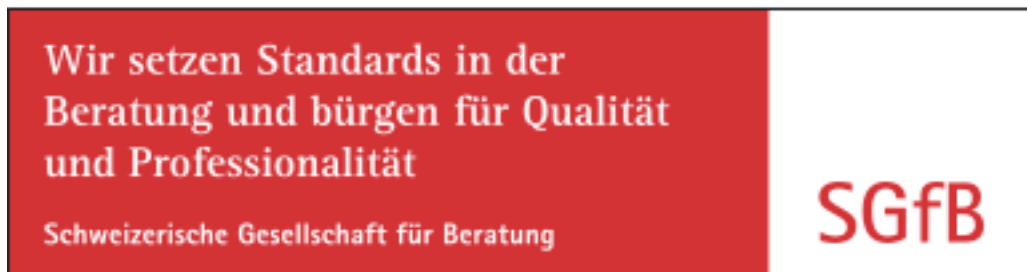 Wir setzen Standards in der
Beratung und bürgen für Qualität
und Professionalität
Schweizerische Gesellschaft für Beratung
SGfB